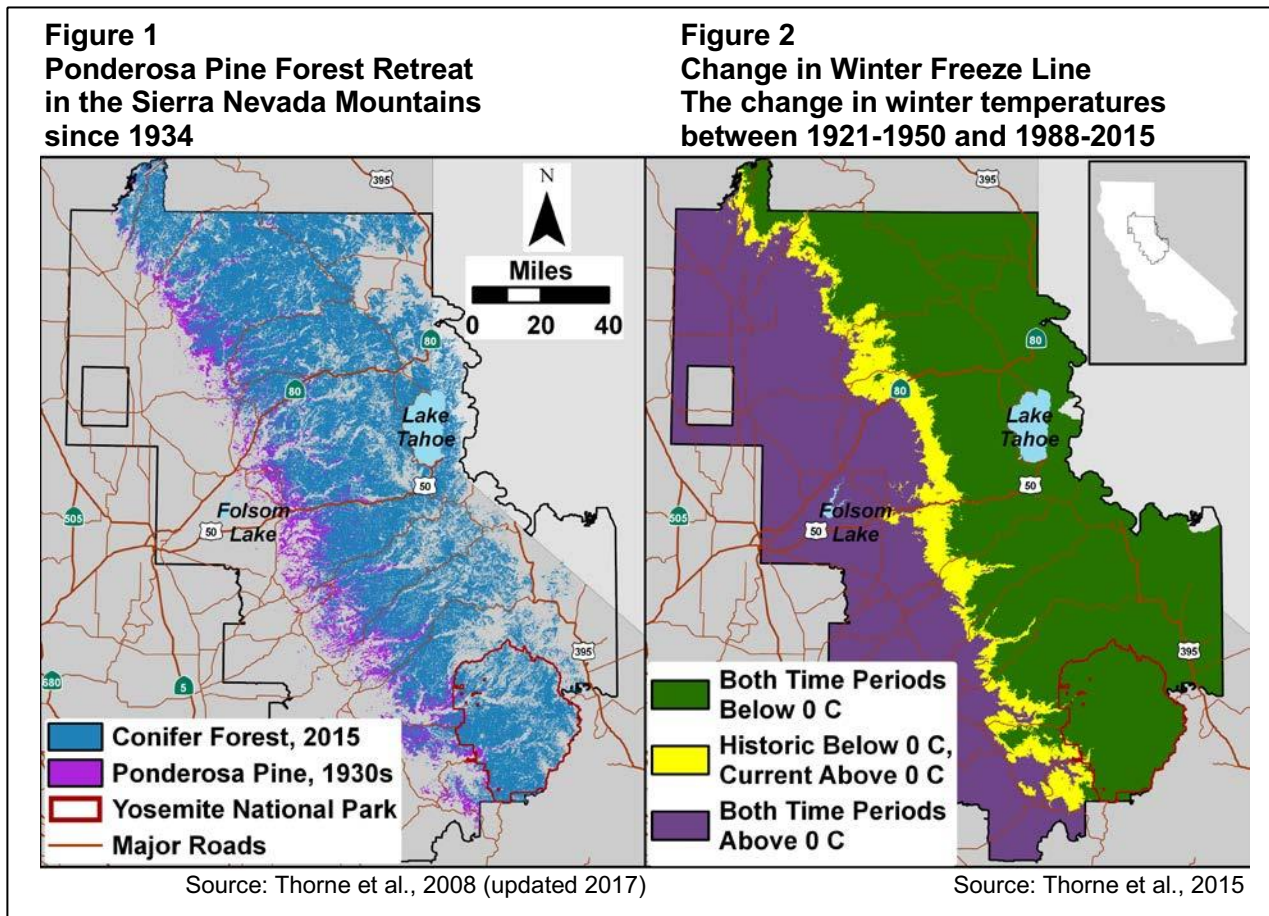 Figure 1
Ponderosa Pine Forest Retreat
in the Sierra Nevada Mountains
since 1934
395
N
Miles
0 20 40
80
80
Lake
Tahoe
50
505
50
Folsom
Lake
395
680
5
Conifer Forest, 2015
Ponderosa Pine, 1930s
Yosemite National Park
Major Roads
Source: Thorne et al., 2008 (updated 2017)
Figure 2
Change in Winter Freeze Line
The change in winter temperatures
between 1921-1950 and 1988-2015
395
80
80
Lake
Tahoe
50
505
50
Folsom
Lake
395
Both Time Periods
Below 0 C
Historic Below 0 C,
Current Above 0 C
Both Time Periods
Above 0 C
Source: Thorne et al., 2015